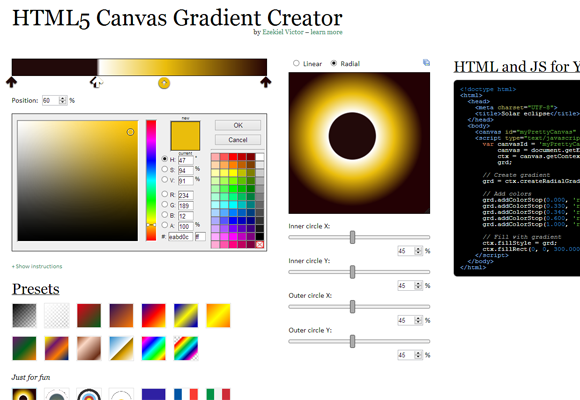 HTML5 Canvas Gradient Creator
by Ezekiel Victor – learn more
Position: 60 %
new
current
OK
Cancel
H: 47 °
S: 94 %
V: 91 %
R: 234
G: 189
B: 12
A: 100 %
#: eabd0c ff
« Show instructions
Presets
Just for fun
Linear Radial
Inner circle X:
45 %
Inner circle Y:
45 %
Outer circle X:
45 %
Outer circle Y:
45 %
HTML and JS for Y
<!doctype html>
<html>
<head>
<meta charset="UTF-8">
<title>Solar eclipse</title>
</head>
<body>
<canvas id="myPrettyCanvas"
<script type="text/javascript
var canvasId = 'myPrettyCanva
canvas = document.getE
ctx = canvas.getContex
grd;
// Create gradient
grd = ctx.createRadialGrad
// Add colors
grd.addColorStop(0.000, 'r
grd.addColorStop(0.330, 'r
grd.addColorStop(0.340, 'r
grd.addColorStop(0.600, 'r
grd.addColorStop(1.000, 'r
// Fill with gradient
ctx.fillStyle = grd;
ctx.fillRect(0, 0, 300.000
</script>
</body>
</html>